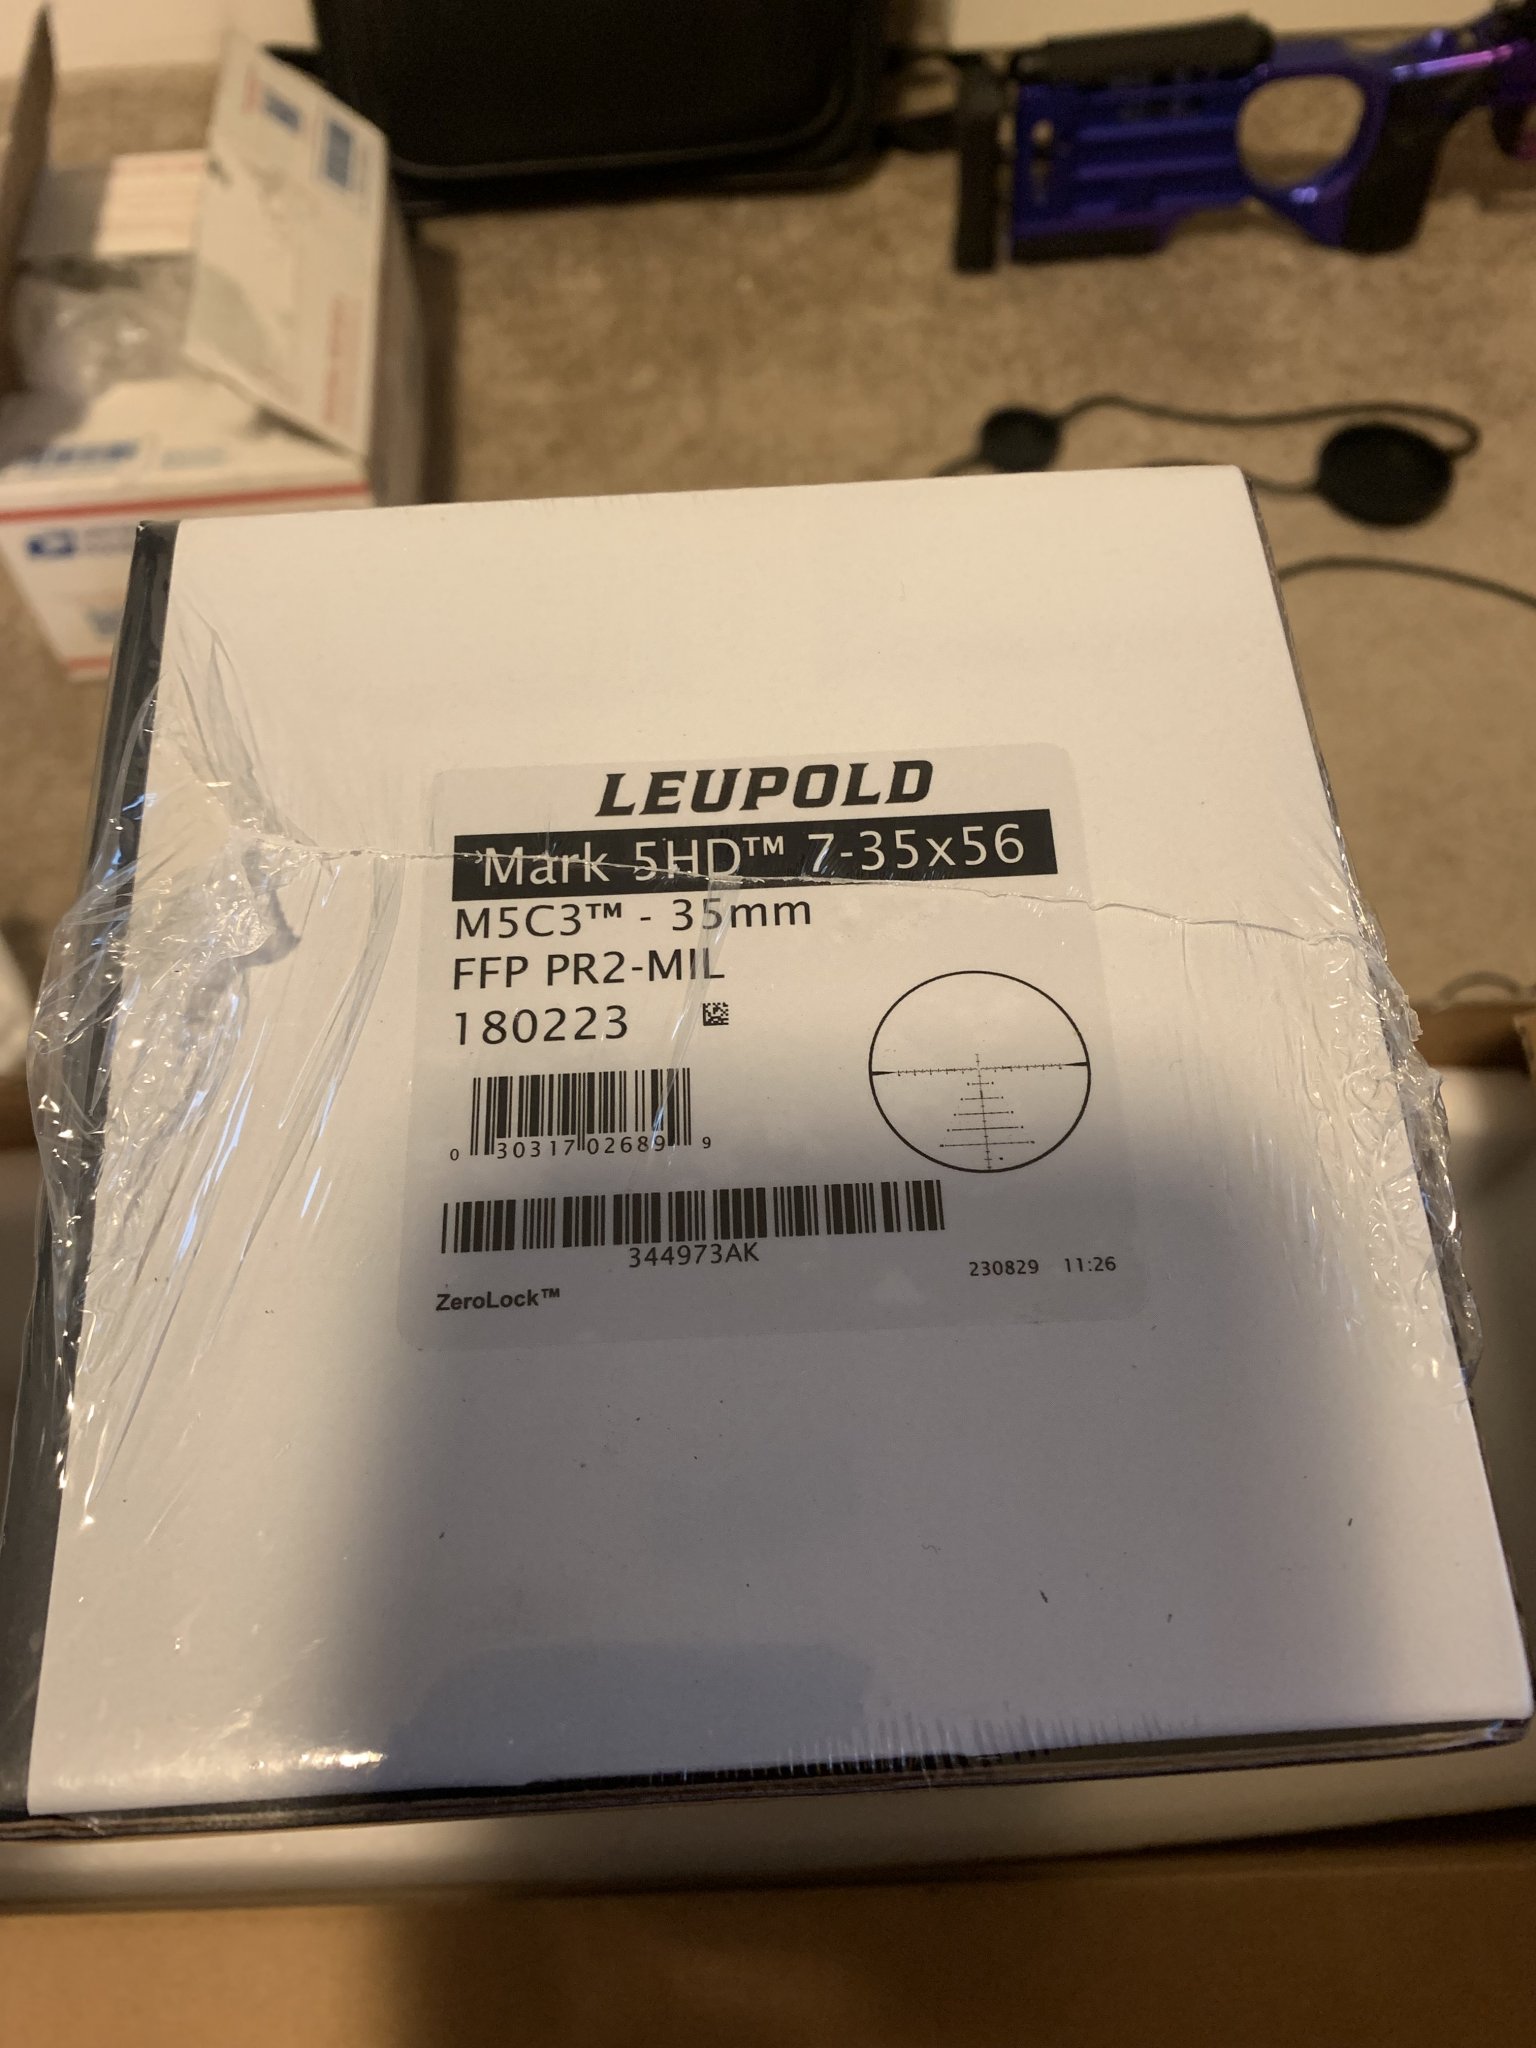 LEUPOLD
Mark 5HD™ 7-35x56
M5C3™ - 35mm
FFP PR2-MIL
180223
0 30317 02689 9
344973AK
230829 11:26
ZeroLock™